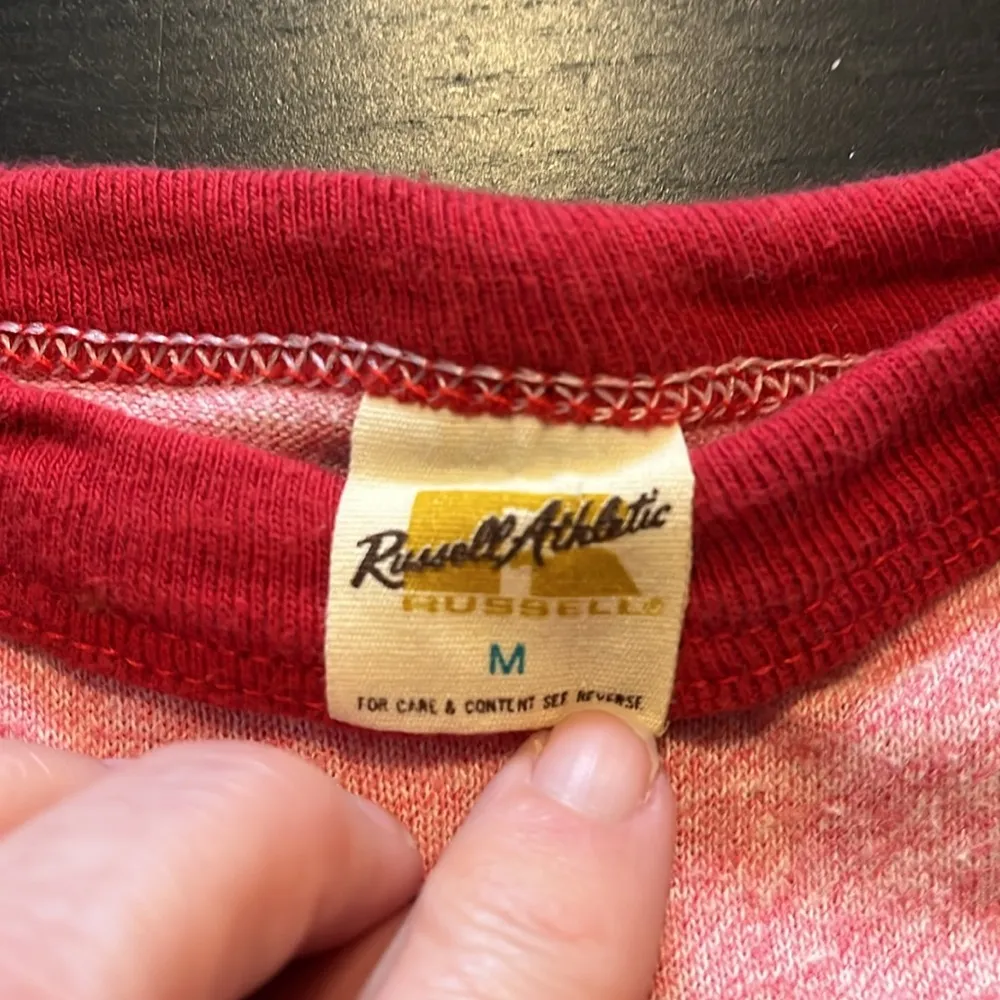 Russell Athletic
RUSSELL®
M
FOR CARE & CONTENT SEE REVERSE